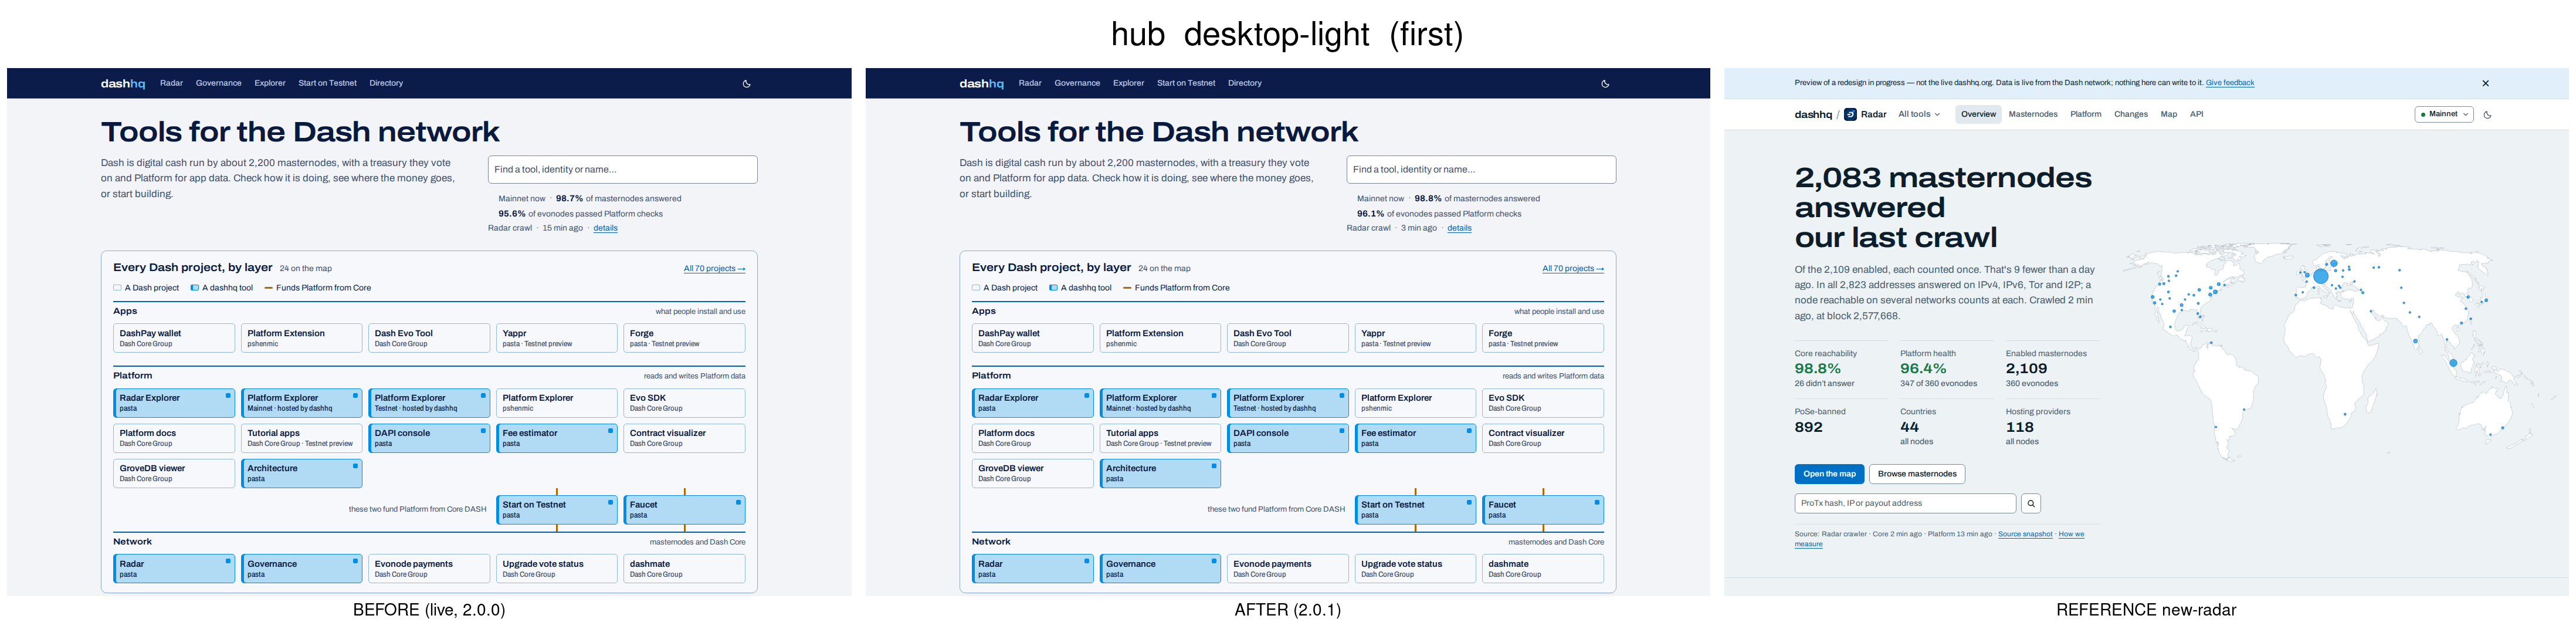 hub desktop-light (first)
dashhq Radar Governance Explorer Start on Testnet Directory
Tools for the Dash network
Dash is digital cash run by about 2,200 masternodes, with a treasury they vote
on and Platform for app data. Check how it is doing, see where the money goes,
or start building.
Find a tool, identity or name...
Mainnet now · 98.7% of masternodes answered
95.6% of evonodes passed Platform checks
Radar crawl · 15 min ago · details
Every Dash project, by layer 24 on the map All 70 projects →
A Dash project A dashhq tool Funds Platform from Core
Apps what people install and use
DashPay wallet Platform Extension Dash Evo Tool Yappr Forge
Dash Core Group pshenmic Dash Core Group pasta · Testnet preview pasta · Testnet preview
Platform reads and writes Platform data
Radar Explorer Platform Explorer Platform Explorer Platform Explorer Evo SDK
pasta Mainnet · hosted by dashhq Testnet · hosted by dashhq pshenmic Dash Core Group
Platform docs Tutorial apps DAPI console Fee estimator Contract visualizer
Dash Core Group Dash Core Group · Testnet preview pasta pasta Dash Core Group
GroveDB viewer Architecture
Dash Core Group pasta
these two fund Platform from Core DASH Start on Testnet Faucet
pasta pasta
Network masternodes and Dash Core
Radar Governance Evonode payments Upgrade vote status dashmate
pasta pasta Dash Core Group Dash Core Group Dash Core Group
BEFORE (live, 2.0.0)
dashhq Radar Governance Explorer Start on Testnet Directory
Tools for the Dash network
Dash is digital cash run by about 2,200 masternodes, with a treasury they vote
on and Platform for app data. Check how it is doing, see where the money goes,
or start building.
Find a tool, identity or name...
Mainnet now · 98.8% of masternodes answered
96.1% of evonodes passed Platform checks
Radar crawl · 3 min ago · details
Every Dash project, by layer 24 on the map All 70 projects →
A Dash project A dashhq tool Funds Platform from Core
Apps what people install and use
DashPay wallet Platform Extension Dash Evo Tool Yappr Forge
Dash Core Group pshenmic Dash Core Group pasta · Testnet preview pasta · Testnet preview
Platform reads and writes Platform data
Radar Explorer Platform Explorer Platform Explorer Platform Explorer Evo SDK
pasta Mainnet · hosted by dashhq Testnet · hosted by dashhq pshenmic Dash Core Group
Platform docs Tutorial apps DAPI console Fee estimator Contract visualizer
Dash Core Group Dash Core Group · Testnet preview pasta pasta Dash Core Group
GroveDB viewer Architecture
Dash Core Group pasta
these two fund Platform from Core DASH Start on Testnet Faucet
pasta pasta
Network masternodes and Dash Core
Radar Governance Evonode payments Upgrade vote status dashmate
pasta pasta Dash Core Group Dash Core Group Dash Core Group
AFTER (2.0.1)
Preview of a redesign in progress — not the live dashhq.org. Data is live from the Dash network; nothing here can write to it. Give feedback
dashhq / Radar All tools Overview Masternodes Platform Changes Map API Mainnet
2,083 masternodes
answered
our last crawl
Of the 2,109 enabled, each counted once. That's 9 fewer than a day
ago. In all 2,823 addresses answered on IPv4, IPv6, Tor and I2P; a
node reachable on several networks counts at each. Crawled 2 min
ago, at block 2,577,668.
Core reachability Platform health Enabled masternodes
98.8% 96.4% 2,109
26 didn't answer 347 of 360 evonodes 360 evonodes
PoSe-banned Countries Hosting providers
892 44 118
all nodes all nodes
Open the map Browse masternodes
ProTx hash, IP or payout address
Source: Radar crawler · Core 2 min ago · Platform 13 min ago · Source snapshot · How we
measure
REFERENCE new-radar